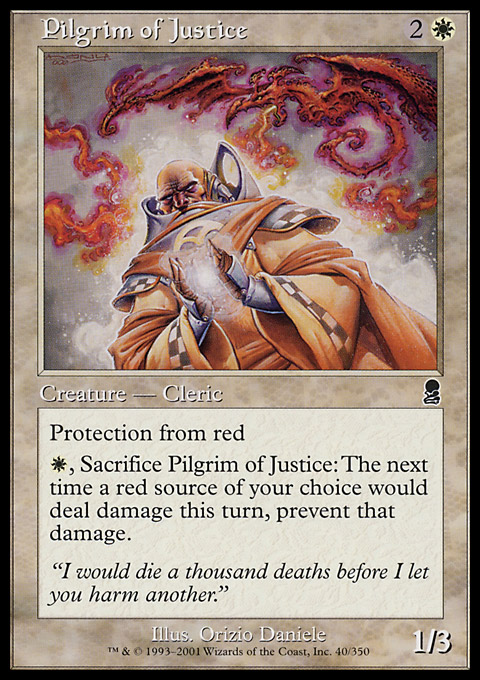 Pilgrim of Justice 2
Creature — Cleric
Protection from red
, Sacrifice Pilgrim of Justice: The next
time a red source of your choice would
deal damage this turn, prevent that
damage.
“I would die a thousand deaths before I let
you harm another.”
Illus. Orizio Daniele
™ & © 1993–2001 Wizards of the Coast, Inc. 40/350
1/3